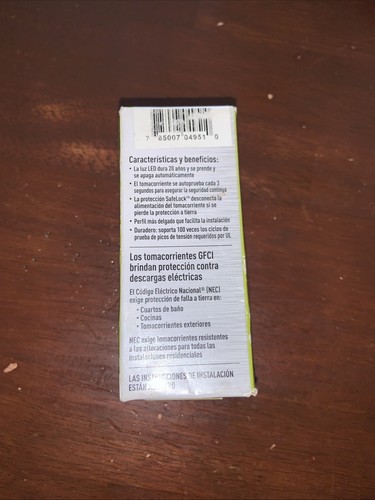 7 85007 04951 0
Características y beneficios:
• La luz LED dura 20 años y se prende y
se apaga automáticamente
• El tomacorriente se autoprueba cada 3
segundos para asegurar la seguridad continua
• La protección SafeLock™ desconecta la
alimentación del tomacorriente si se
pierde la protección a tierra
• Perfil más delgado que facilita la instalación
• Duradero: soporta 100 veces los ciclos de
prueba de picos de tensión requeridos por UL
Los tomacorrientes GFCI
brindan protección contra
descargas eléctricas
El Código Eléctrico Nacional® (NEC)
exige protección de falla a tierra en:
• Cuartos de baño
• Cocinas
• Tomacorrientes exteriores
NEC exige tomacorrientes resistentes
a las alteraciones para todas las
instalaciones residenciales
LAS INSTRUCCIONES DE INSTALACIÓN
ESTÁN